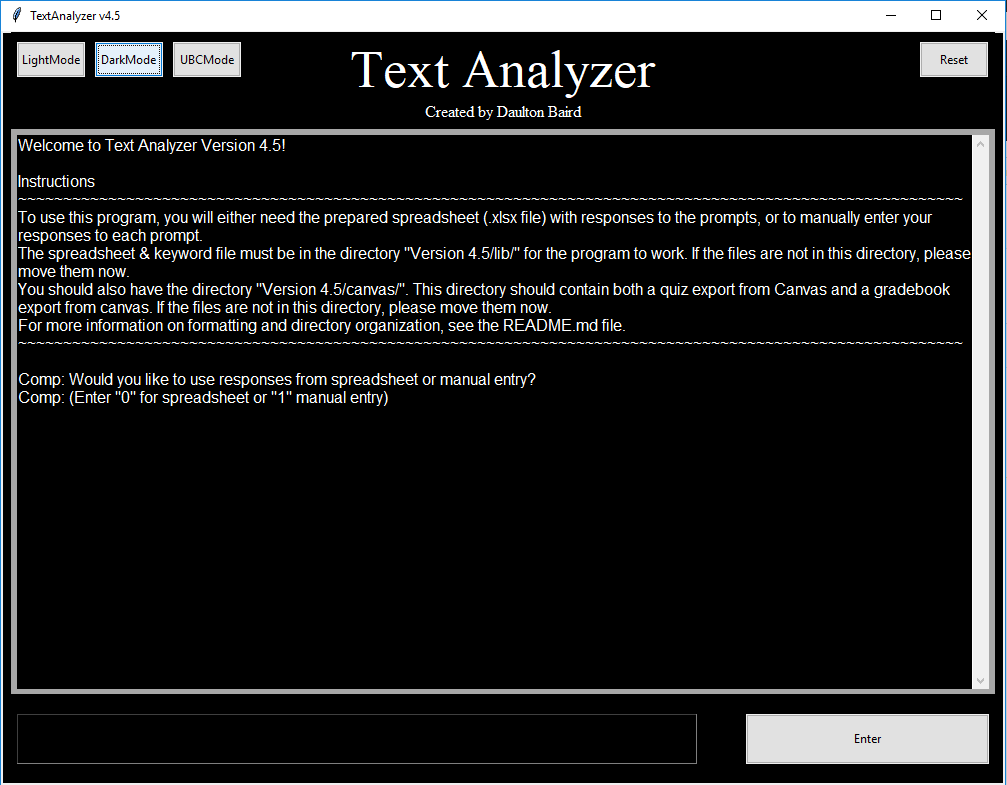 TextAnalyzer v4.5
LightMode
DarkMode
UBCMode
Text Analyzer
Reset
Created by Daulton Baird
Welcome to Text Analyzer Version 4.5!
Instructions
~~~~~~~~~~~~~~~~~~~~~~~~~~~~~~~~~~~~~~~~~~~~~~~~~~~~~~~~~~~~~~~~~~~~~~~~~~~~~~~~~~~~~~~~~~~~~~~~~~~~~~~~~
To use this program, you will either need the prepared spreadsheet (.xlsx file) with responses to the prompts, or to manually enter your
responses to each prompt.
The spreadsheet & keyword file must be in the directory "Version 4.5/lib/" for the program to work. If the files are not in this directory, please
move them now.
You should also have the directory "Version 4.5/canvas/". This directory should contain both a quiz export from Canvas and a gradebook
export from canvas. If the files are not in this directory, please move them now.
For more information on formatting and directory organization, see the README.md file.
~~~~~~~~~~~~~~~~~~~~~~~~~~~~~~~~~~~~~~~~~~~~~~~~~~~~~~~~~~~~~~~~~~~~~~~~~~~~~~~~~~~~~~~~~~~~~~~~~~~~~~~~~
Comp: Would you like to use responses from spreadsheet or manual entry?
Comp: (Enter "0" for spreadsheet or "1" manual entry)
Enter